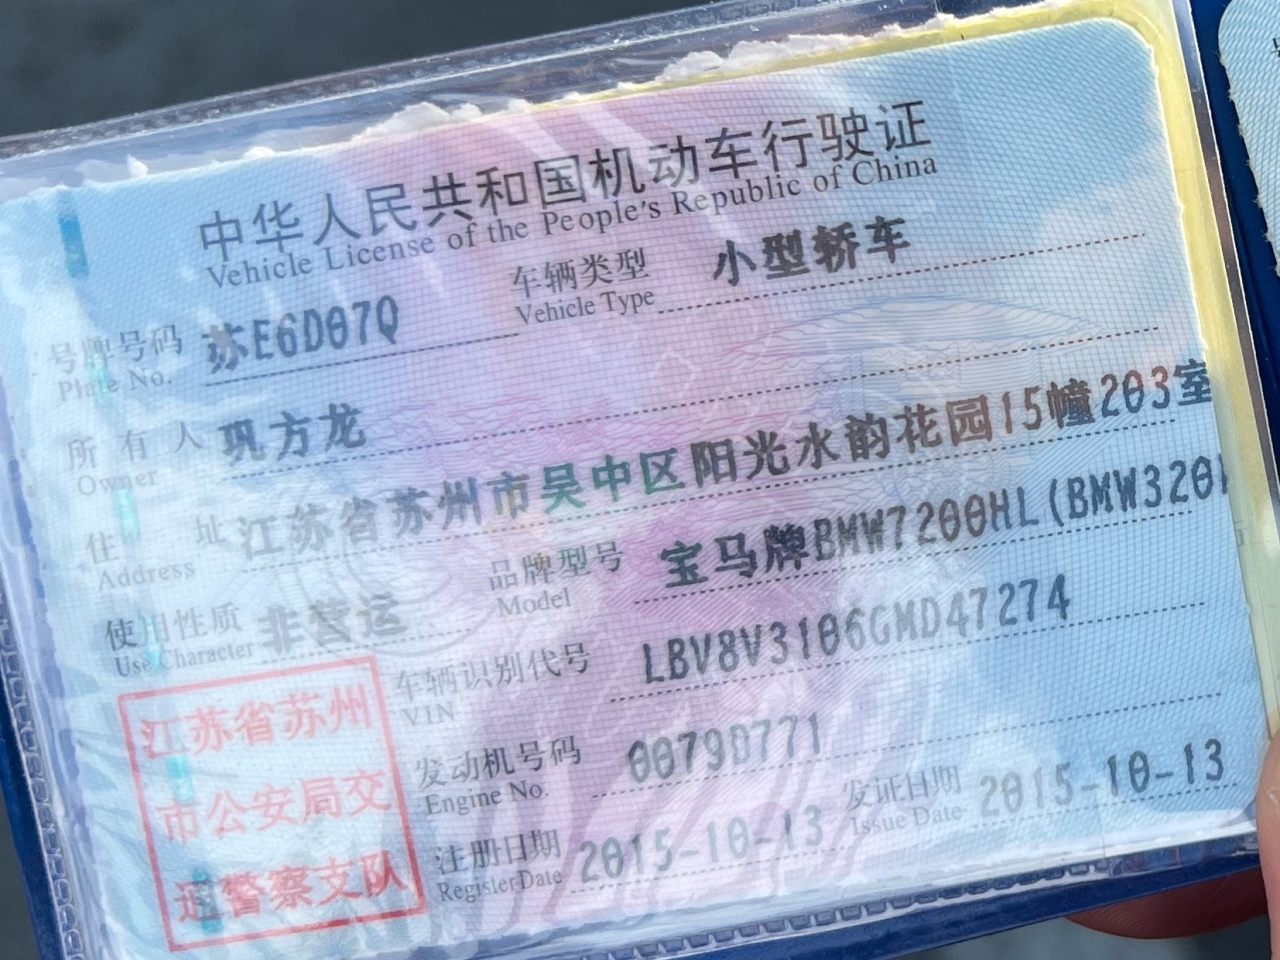 中华人民共和国机动车行驶证
Vehicle License of the People's Republic of China
号牌号码 苏E6D07Q 车辆类型 小型轿车
Plate No. Vehicle Type
所有人 巩方龙
Owner
住址 江苏省苏州市吴中区阳光水韵花园15幢203室
Address
使用性质 非营运 品牌型号 宝马牌BMW7200HL(BMW320
Use Character Model
江苏省苏州
市公安局交
通警察支队
车辆识别代号 LBV8V3106GMD47274
VIN
发动机号码 0079D771
Engine No.
注册日期 2015-10-13 发证日期 2015-10-13
Register Date Issue Date